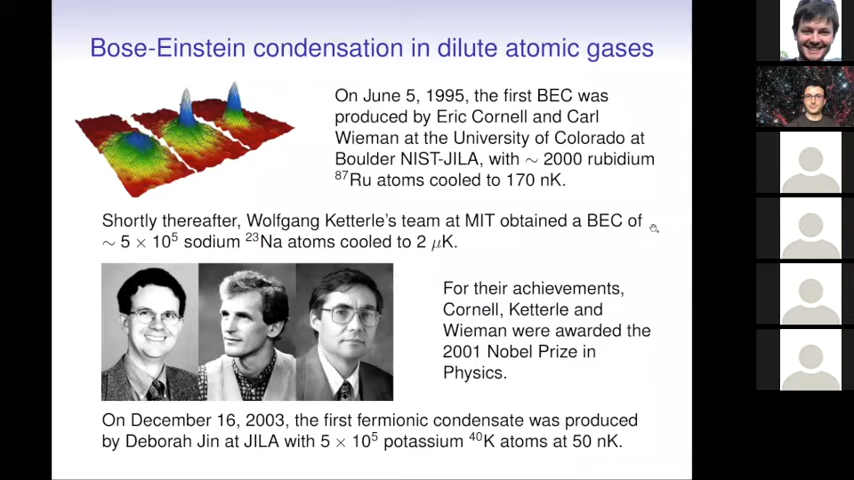 Bose-Einstein condensation in dilute atomic gases
On June 5, 1995, the first BEC was
produced by Eric Cornell and Carl
Wieman at the University of Colorado at
Boulder NIST-JILA, with ∼ 2000 rubidium
⁸⁷Ru atoms cooled to 170 nK.
Shortly thereafter, Wolfgang Ketterle's team at MIT obtained a BEC of
∼ 5 × 10⁵ sodium ²³Na atoms cooled to 2 μK.
For their achievements,
Cornell, Ketterle and
Wieman were awarded the
2001 Nobel Prize in
Physics.
On December 16, 2003, the first fermionic condensate was produced
by Deborah Jin at JILA with 5 × 10⁵ potassium ⁴⁰K atoms at 50 nK.